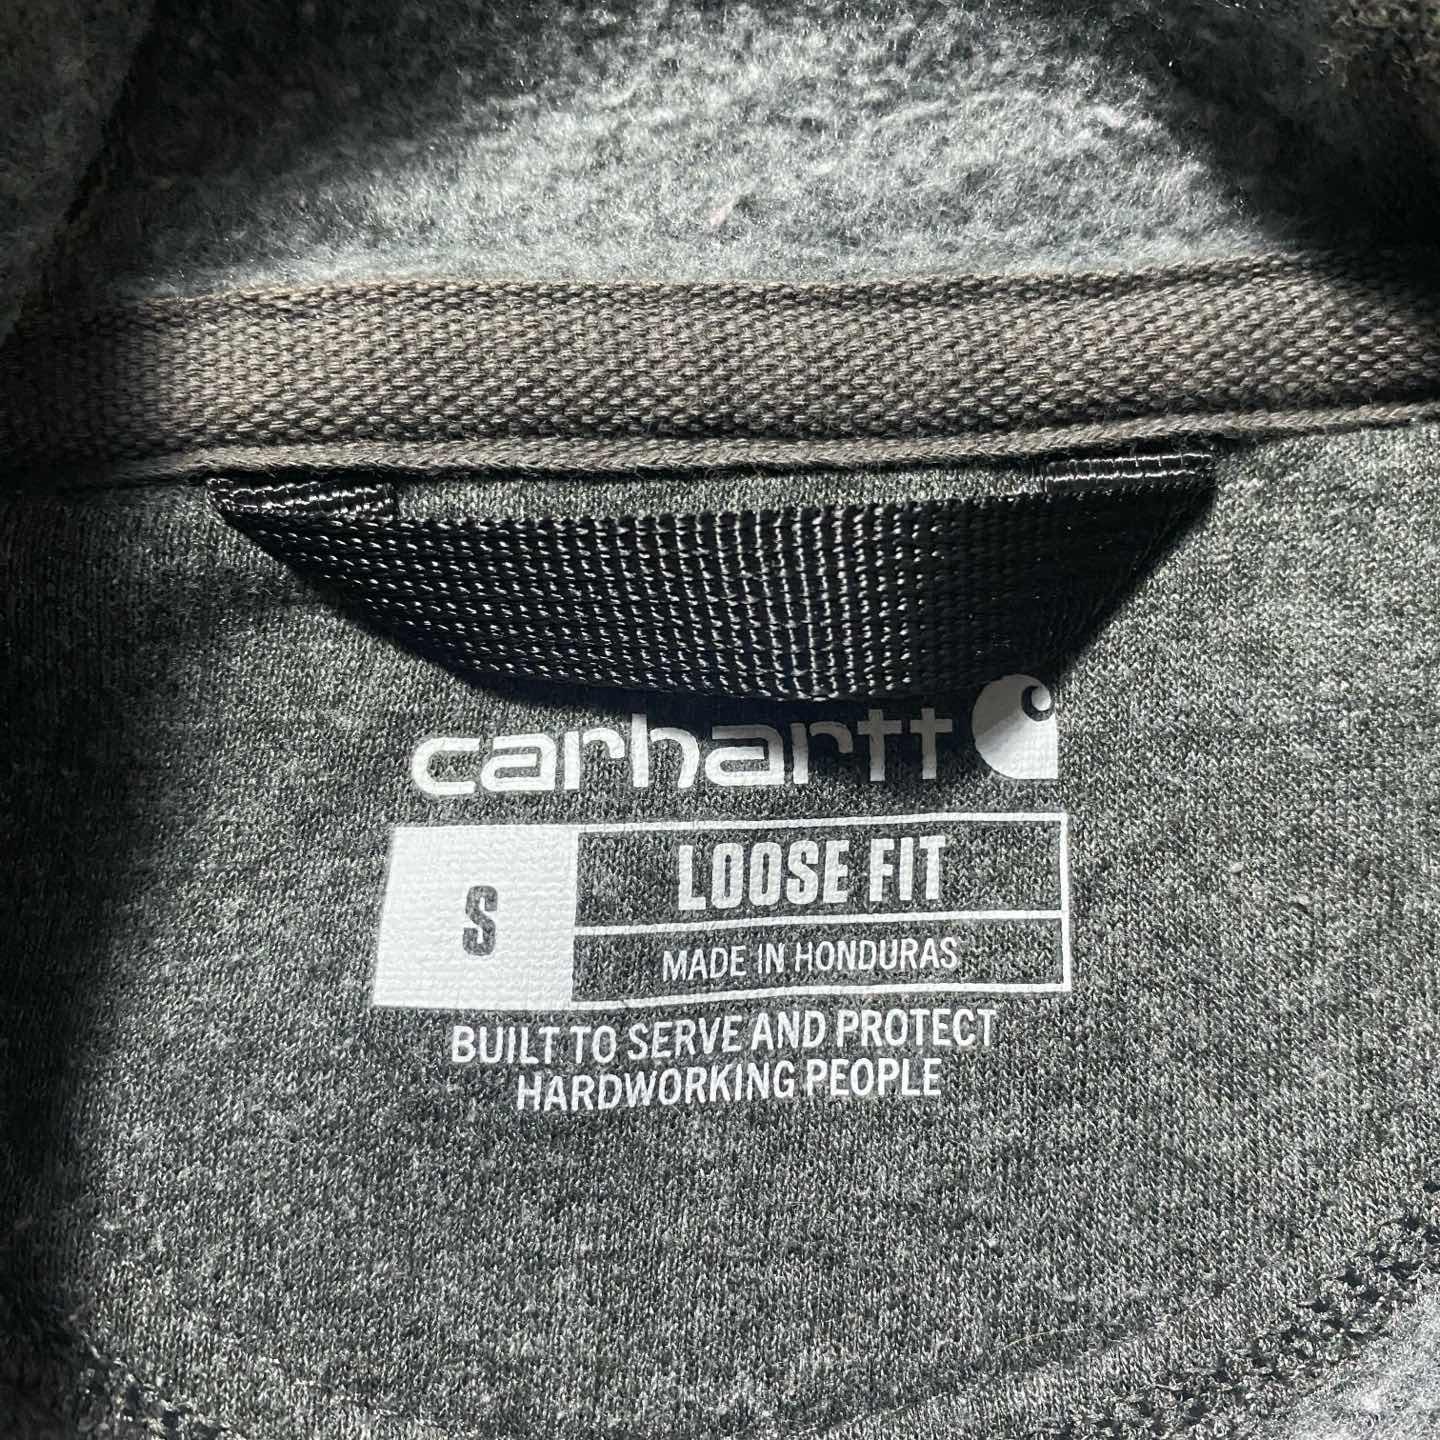 carhartt
S
LOOSE FIT
MADE IN HONDURAS
BUILT TO SERVE AND PROTECT
HARDWORKING PEOPLE